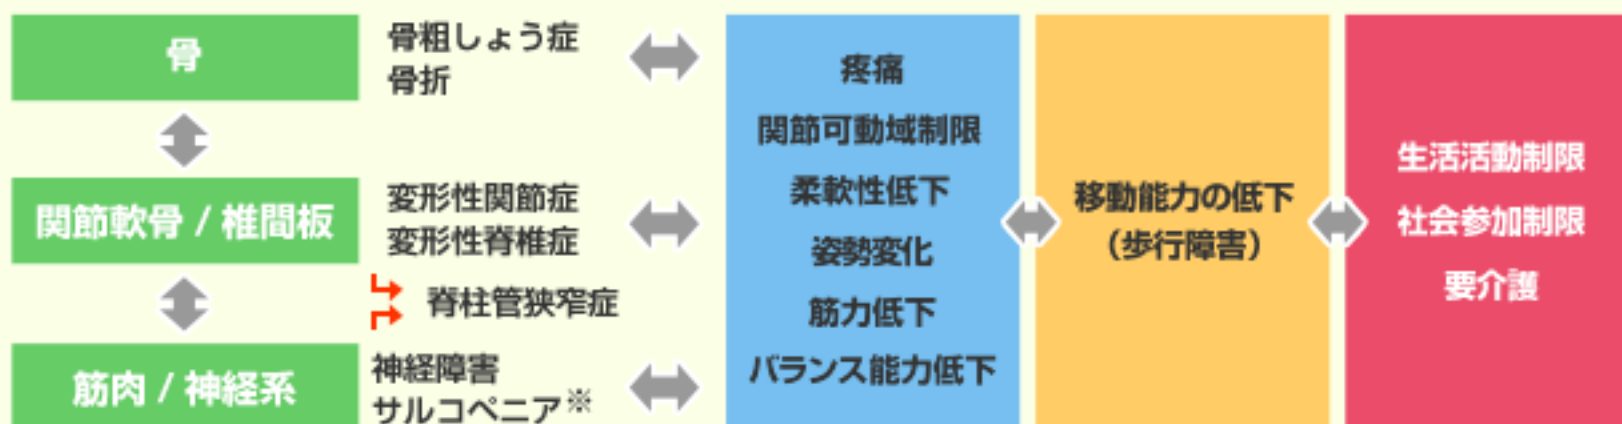 骨
骨粗しょう症
骨折
関節軟骨 / 椎間板
変形性関節症
変形性脊椎症
脊柱管狭窄症
筋肉 / 神経系
神経障害
サルコペニア※
疼痛
関節可動域制限
柔軟性低下
姿勢変化
筋力低下
バランス能力低下
移動能力の低下
（歩行障害）
生活活動制限
社会参加制限
要介護